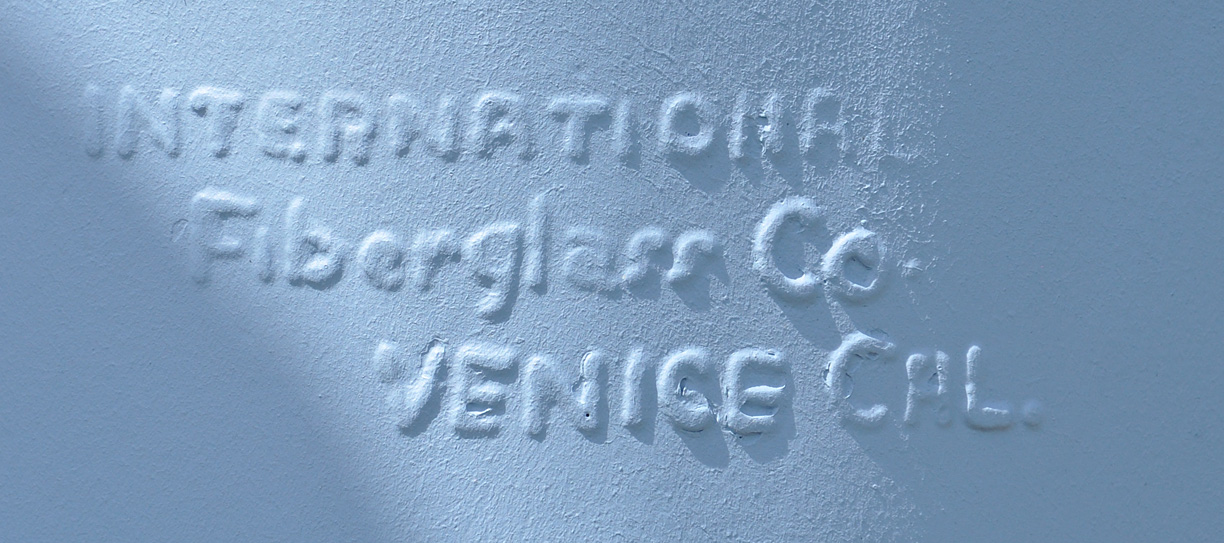 INTERNATIONAL
Fiberglass Co.
VENICE CAL.